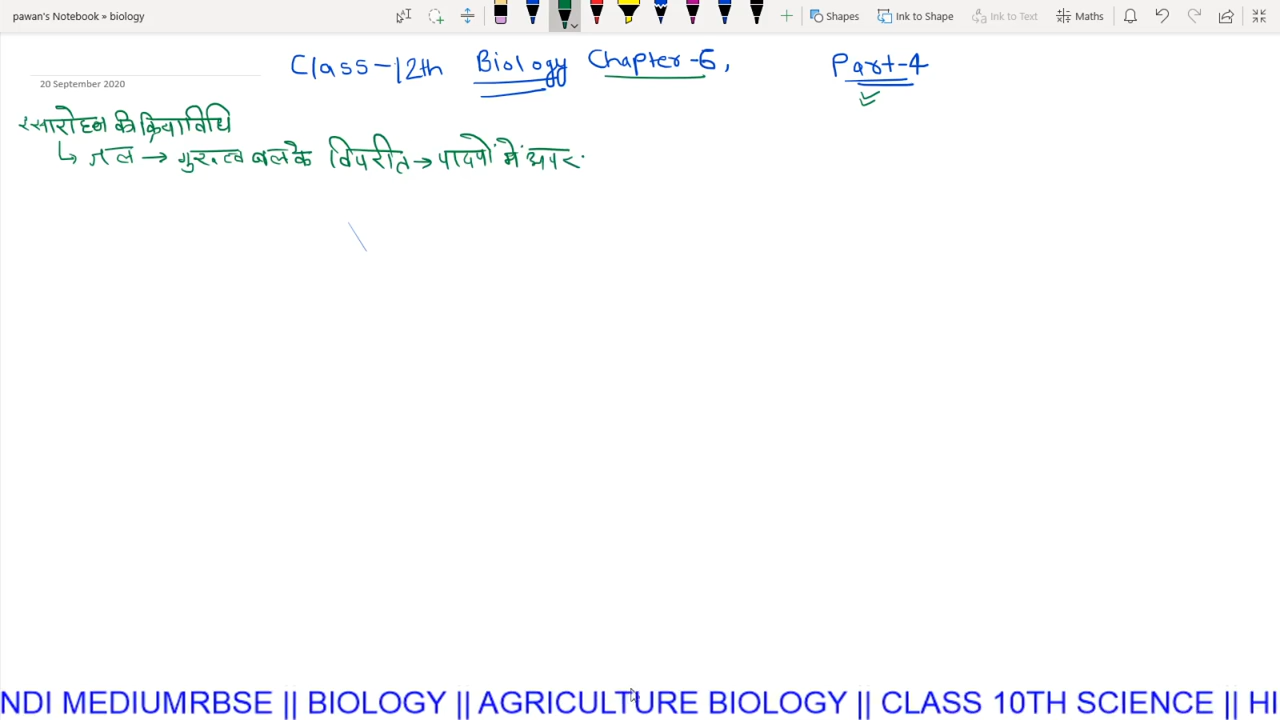 pawan's Notebook » biology
Shapes Ink to Shape Ink to Text Maths
Class-12th Biology Chapter-6, Part-4
20 September 2020
रसारोहण की क्रियाविधि
↳ जल → गुरुत्व बल के विपरीत → पादपों में ऊपर
NDI MEDIUMRBSE || BIOLOGY || AGRICULTURE BIOLOGY || CLASS 10TH SCIENCE || HI